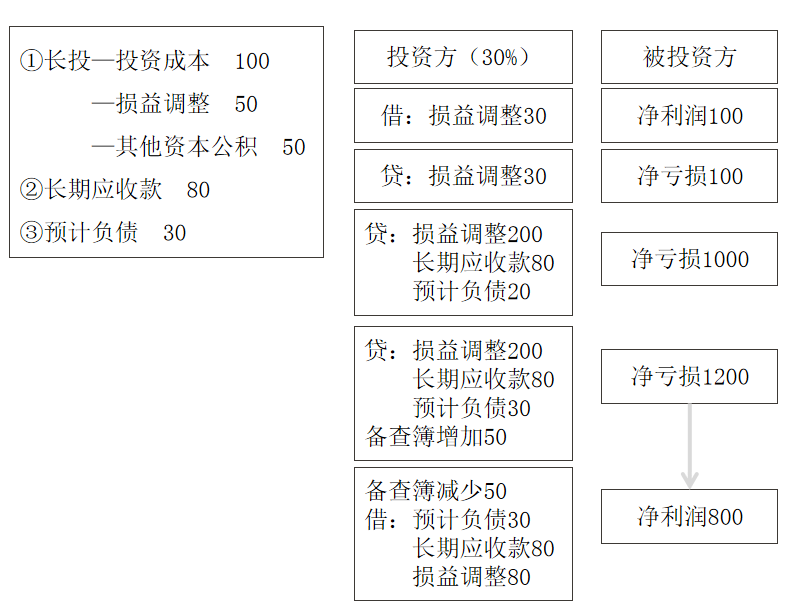 ①长投—投资成本 100
—损益调整 50
—其他资本公积 50
②长期应收款 80
③预计负债 30
投资方（30%）
被投资方
借：损益调整30
净利润100
贷：损益调整30
净亏损100
贷：损益调整200
长期应收款80
预计负债20
净亏损1000
贷：损益调整200
长期应收款80
预计负债30
备查簿增加50
净亏损1200
备查簿减少50
借：预计负债30
长期应收款80
损益调整80
净利润800